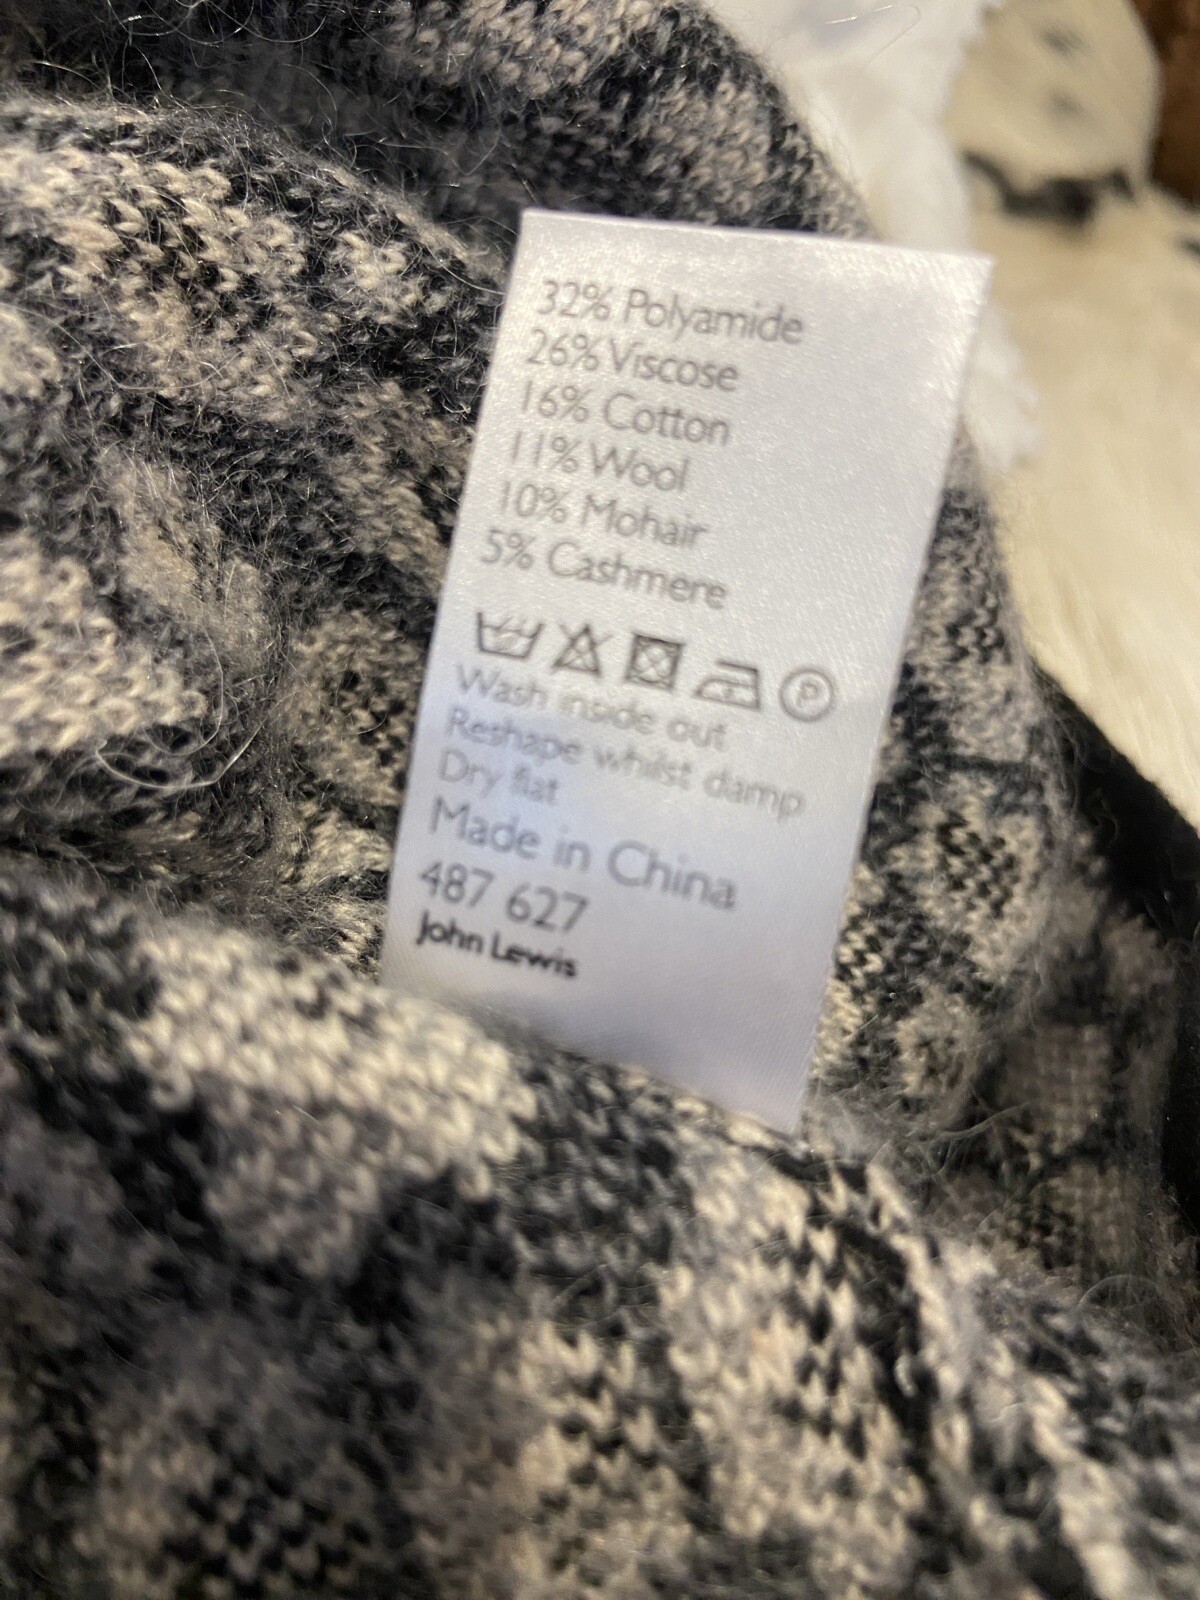 32% Polyamide
26% Viscose
16% Cotton
11% Wool
10% Mohair
5% Cashmere
P
Wash inside out
Reshape whilst damp
Dry flat
Made in China
487 627
John Lewis